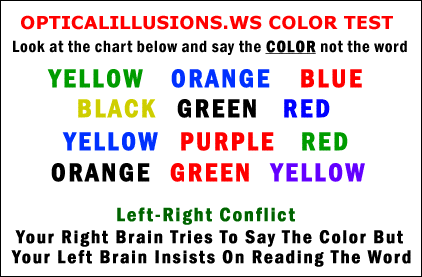 OPTICALILLUSIONS.WS COLOR TEST
Look at the chart below and say the COLOR not the word
YELLOW ORANGE BLUE
BLACK GREEN RED
YELLOW PURPLE RED
ORANGE GREEN YELLOW
Left-Right Conflict
Your Right Brain Tries To Say The Color But
Your Left Brain Insists On Reading The Word